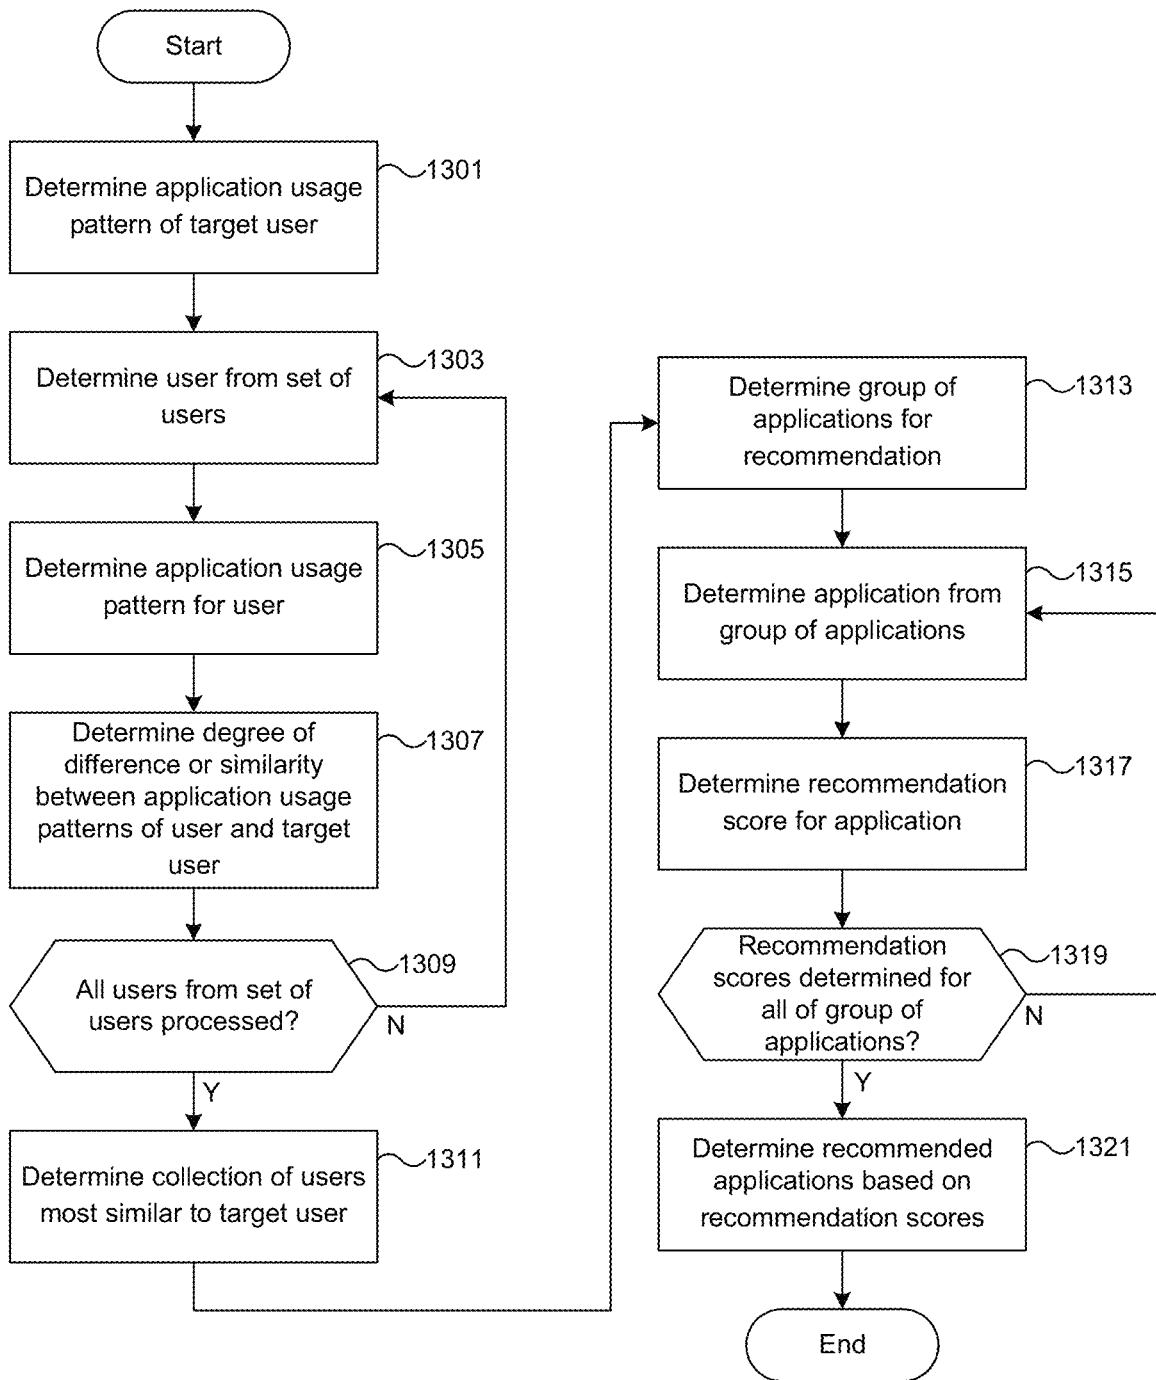 Start
Determine application usage
pattern of target user
1301
Determine user from set of
users
1303
Determine application usage
pattern for user
1305
Determine degree of
difference or similarity
between application usage
patterns of user and target
user
1307
All users from set of
users processed?
1309
N
Y
Determine collection of users
most similar to target user
1311
Determine group of
applications for
recommendation
1313
Determine application from
group of applications
1315
Determine recommendation
score for application
1317
Recommendation
scores determined for
all of group of
applications?
1319
N
Y
Determine recommended
applications based on
recommendation scores
1321
End